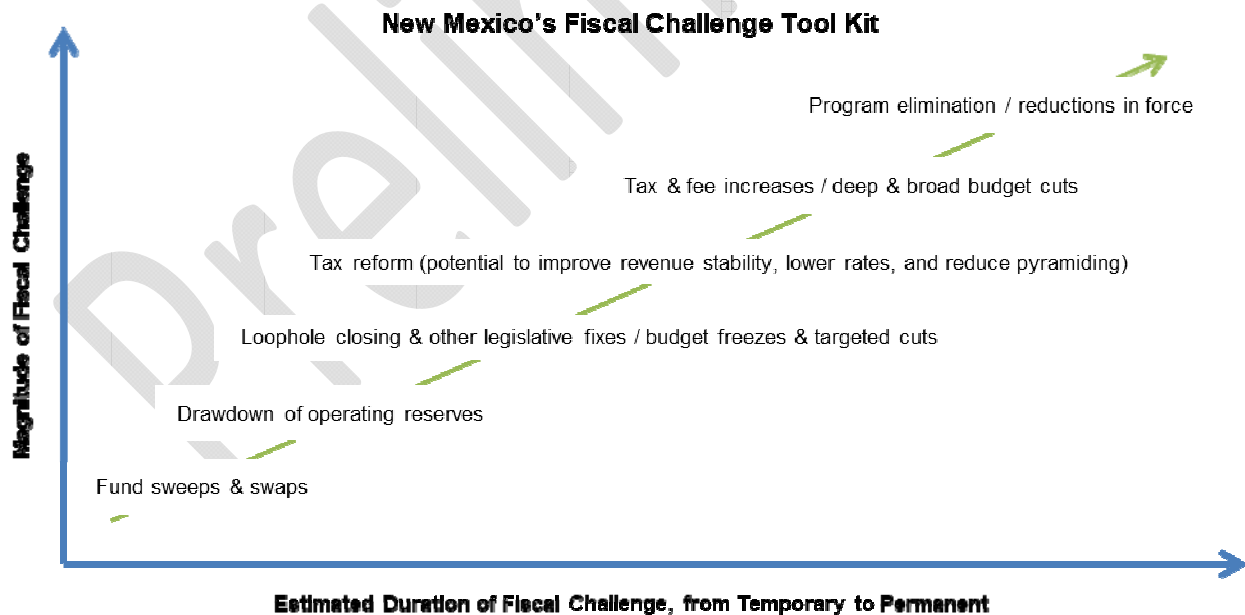 New Mexico's Fiscal Challenge Tool Kit
Program elimination / reductions in force
Tax & fee increases / deep & broad budget cuts
Tax reform (potential to improve revenue stability, lower rates, and reduce pyramiding)
Loophole closing & other legislative fixes / budget freezes & targeted cuts
Drawdown of operating reserves
Fund sweeps & swaps
Magnitude of Fiscal Challenge
Estimated Duration of Fiscal Challenge, from Temporary to Permanent